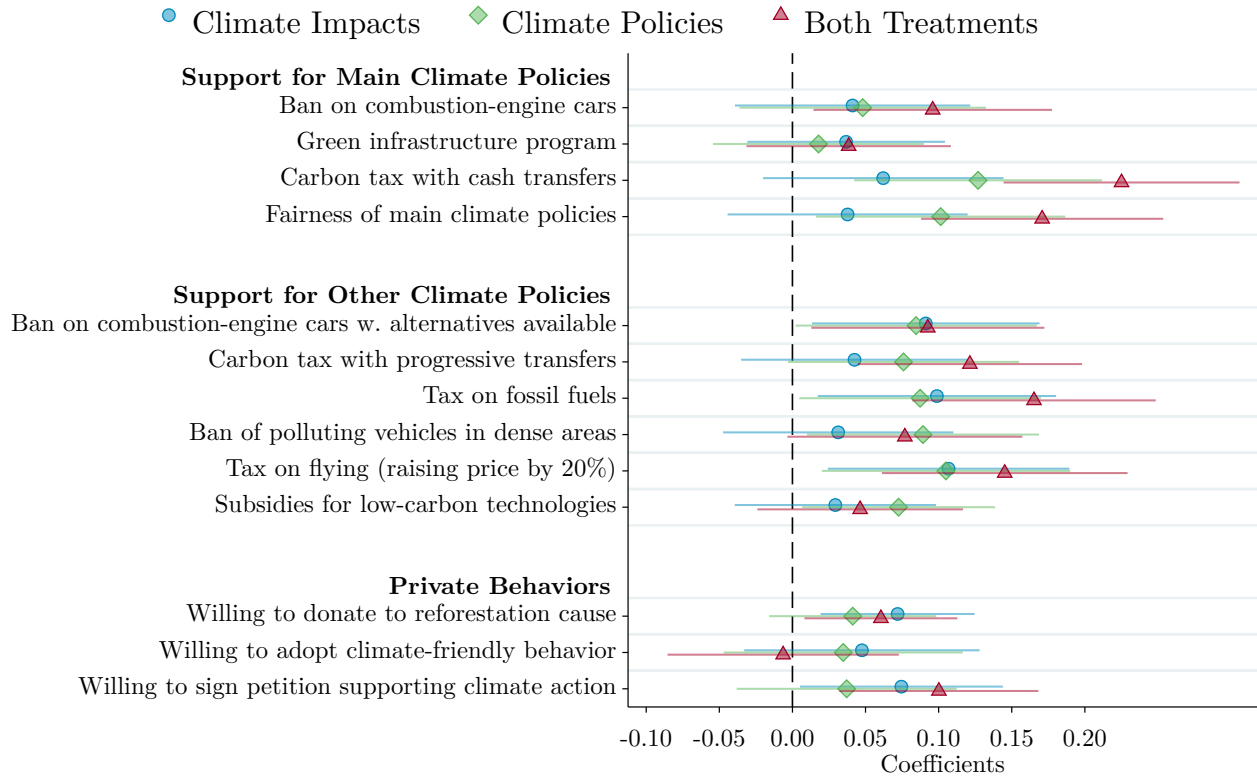 Climate Impacts Climate Policies Both Treatments
Support for Main Climate Policies
Ban on combustion-engine cars
Green infrastructure program
Carbon tax with cash transfers
Fairness of main climate policies
Support for Other Climate Policies
Ban on combustion-engine cars w. alternatives available
Carbon tax with progressive transfers
Tax on fossil fuels
Ban of polluting vehicles in dense areas
Tax on flying (raising price by 20%)
Subsidies for low-carbon technologies
Private Behaviors
Willing to donate to reforestation cause
Willing to adopt climate-friendly behavior
Willing to sign petition supporting climate action
-0.10 -0.05 0.00 0.05 0.10 0.15 0.20
Coefficients